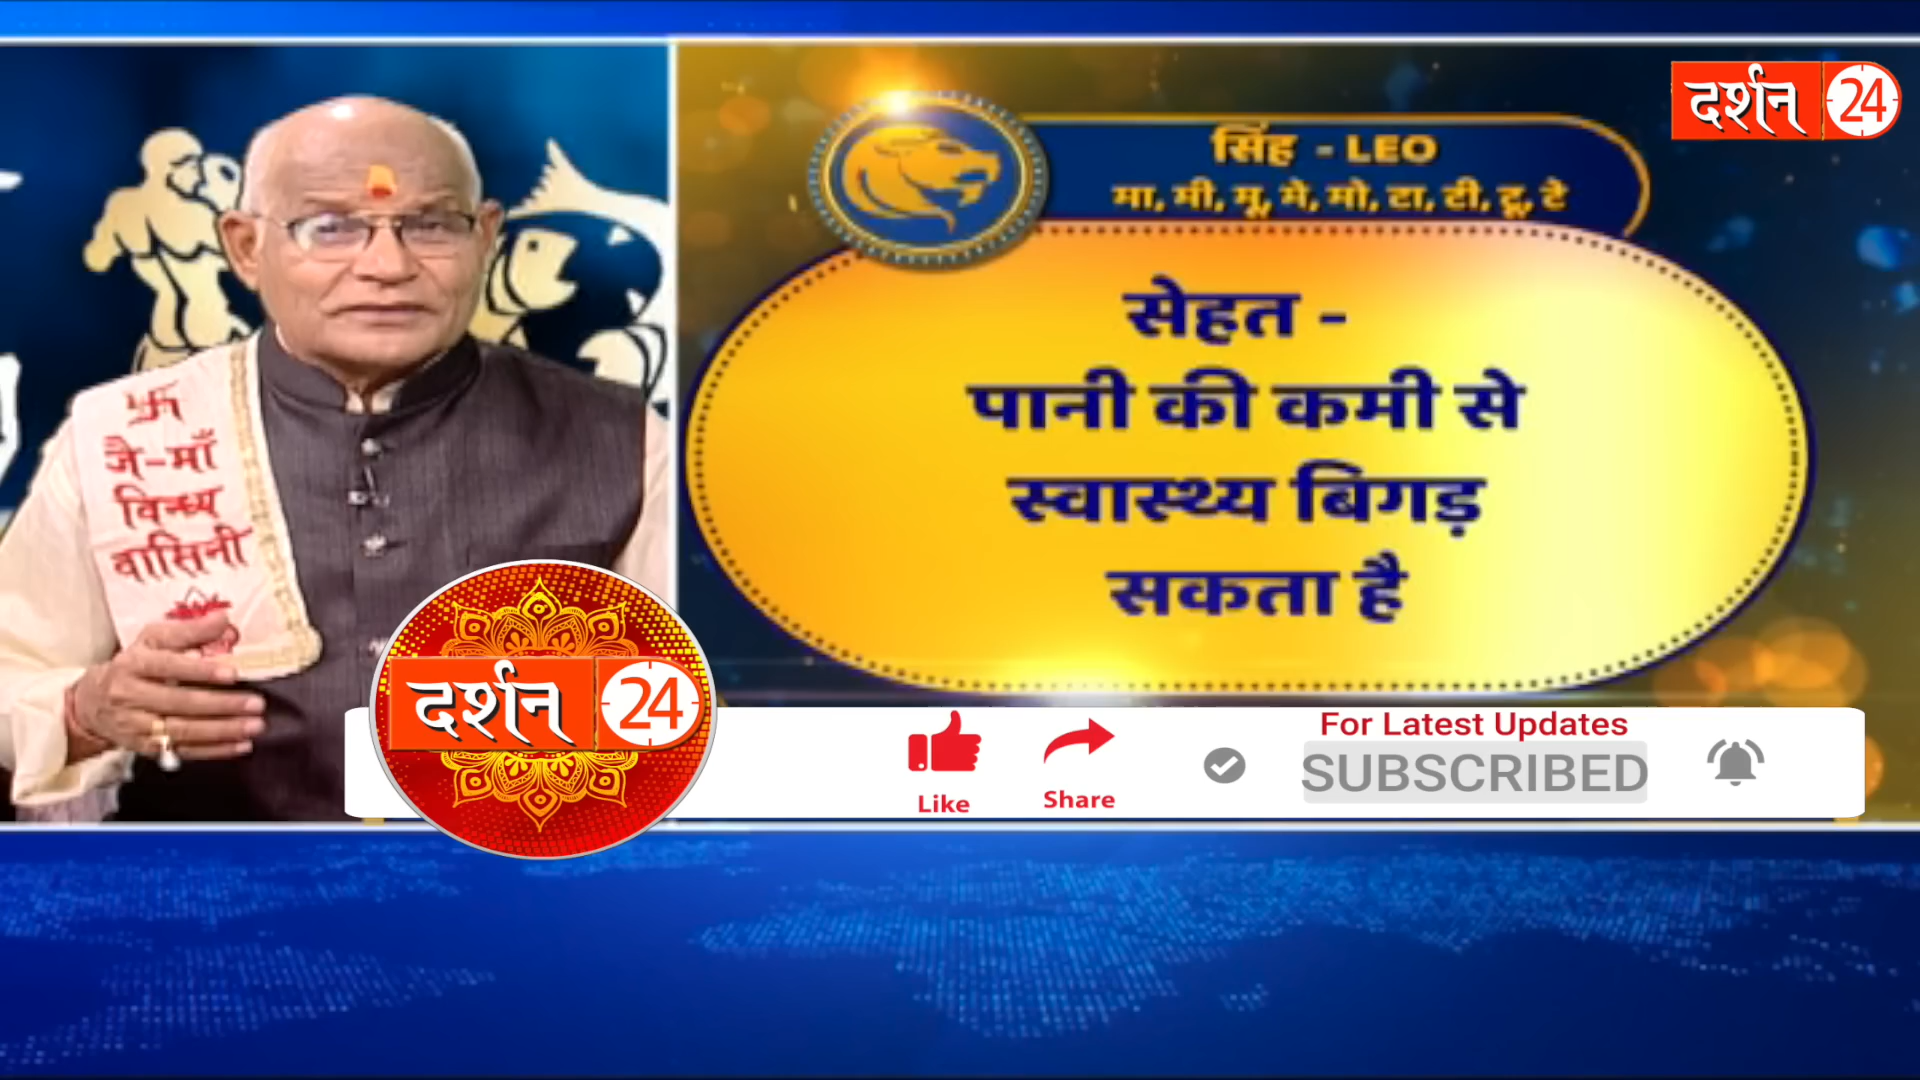 दर्शन 24
सिंह - LEO
मा, मी, मू, मे, मो, टा, टी, टू, टे
सेहत -
पानी की कमी से
स्वास्थ्य बिगड़
सकता है
जै-माँ
विन्ध्य
वासिनी
दर्शन 24
Like
Share
For Latest Updates
SUBSCRIBED